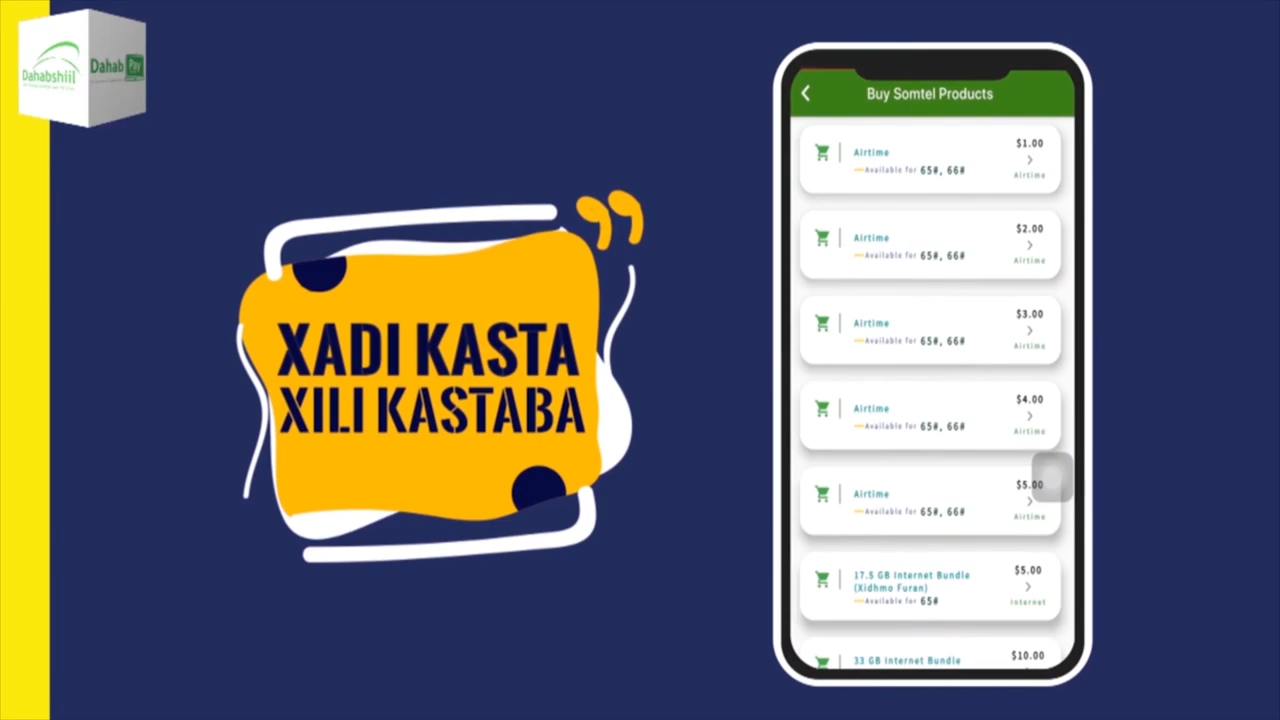 Dahabshiil
Dahab Pay
XADI KASTA
XILI KASTABA
Buy Somtel Products
Airtime
Available for 65#, 66#
$1.00
Airtime
Airtime
Available for 65#, 66#
$2.00
Airtime
Airtime
Available for 65#, 66#
$3.00
Airtime
Airtime
Available for 65#, 66#
$4.00
Airtime
Airtime
Available for 65#, 66#
$5.00
Airtime
17.5 GB Internet Bundle
(Xidhmo Furan)
Available for 65#
$5.00
Internet
33 GB Internet Bundle
$10.00